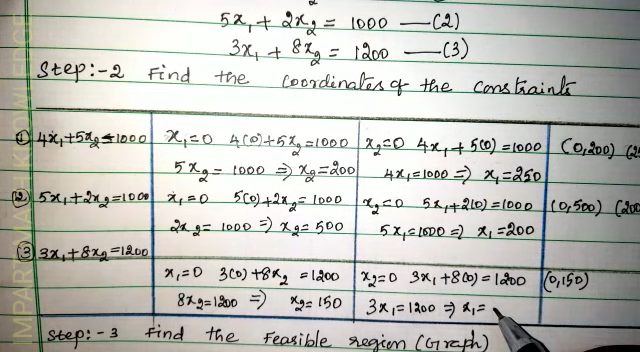 5x₁ + 2x₂ = 1000 —(2)
3x₁ + 8x₂ = 1200 —(3)
Step:-2 Find the coordinates of the constraints
① 4x₁+5x₂=1000 x₁=0 4(0)+5x₂=1000 x₂=0 4x₁+5(0)=1000 (0,200)
5x₂= 1000 ⇒ x₂=200 4x₁=1000 ⇒ x₁=250
② 5x₁+2x₂=1000 x₁=0 5(0)+2x₂=1000 x₂=0 5x₁+2(0)=1000 (0,500)
2x₂= 1000 ⇒ x₂=500 5x₁=1000 ⇒ x₁=200
③ 3x₁+8x₂=1200
x₁=0 3(0)+8x₂ =1200 x₂=0 3x₁+8(0)=1200 (0,150)
8x₂=1200 ⇒ x₂=150 3x₁=1200 ⇒ x₁=
Step:-3 Find the Feasible region (Graph)